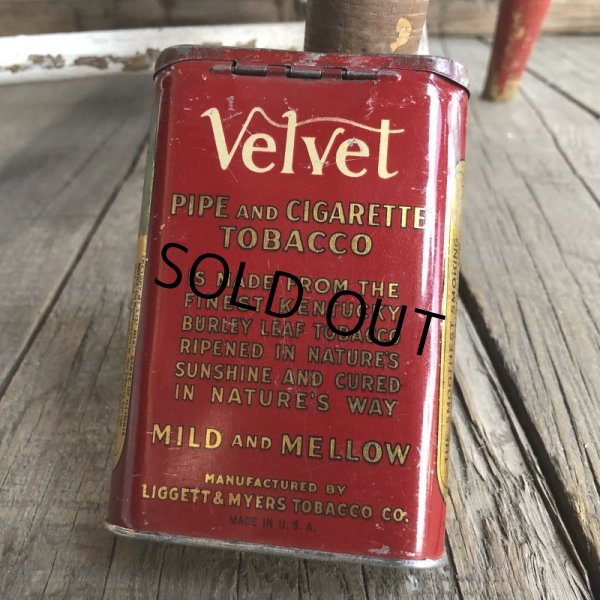 Velvet
PIPE AND CIGARETTE
TOBACCO
IS MADE FROM THE
FINEST KENTUCKY
BURLEY LEAF TOBACCO
RIPENED IN NATURE'S
SUNSHINE AND CURED
IN NATURE'S WAY
MILD AND MELLOW
MANUFACTURED BY
LIGGETT & MYERS TOBACCO CO.
MADE IN U.S.A.
SOLD OUT
SMOKING